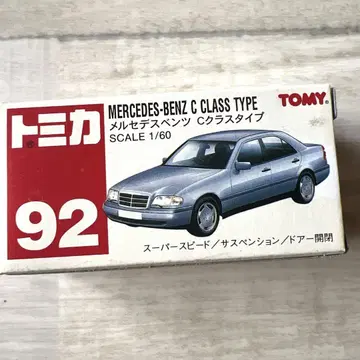 トミカ
92
MERCEDES-BENZ C CLASS TYPE
メルセデスベンツ Cクラスタイプ
SCALE 1/60
TOMY
スーパースピード/サスペンション/ドアー開閉